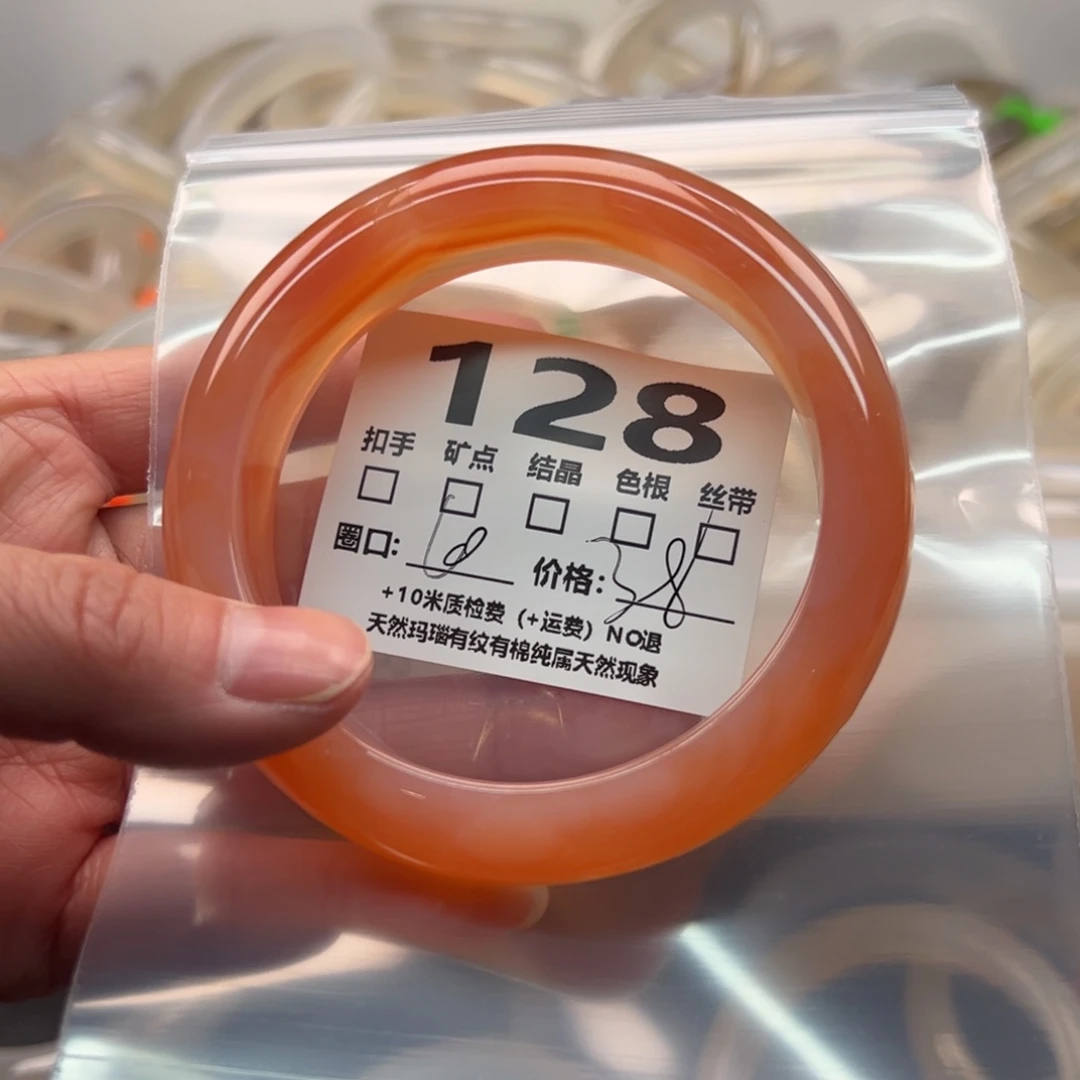 128
扣手 矿点 结晶 色根 丝带
圈口: 价格: 38
+10米质检费 (+运费) NO退
天然玛瑙有纹有棉纯属天然现象